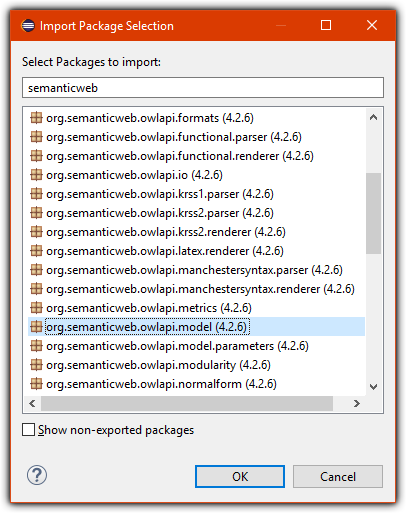 Import Package Selection
Select Packages to import:
semanticweb
org.semanticweb.owlapi.formats (4.2.6)
org.semanticweb.owlapi.functional.parser (4.2.6)
org.semanticweb.owlapi.functional.renderer (4.2.6)
org.semanticweb.owlapi.io (4.2.6)
org.semanticweb.owlapi.krss1.parser (4.2.6)
org.semanticweb.owlapi.krss2.parser (4.2.6)
org.semanticweb.owlapi.krss2.renderer (4.2.6)
org.semanticweb.owlapi.latex.renderer (4.2.6)
org.semanticweb.owlapi.manchestersyntax.parser (4.2.6)
org.semanticweb.owlapi.manchestersyntax.renderer (4.2.6)
org.semanticweb.owlapi.metrics (4.2.6)
org.semanticweb.owlapi.model (4.2.6)
org.semanticweb.owlapi.model.parameters (4.2.6)
org.semanticweb.owlapi.modularity (4.2.6)
org.semanticweb.owlapi.normalform (4.2.6)
Show non-exported packages
?
OK
Cancel